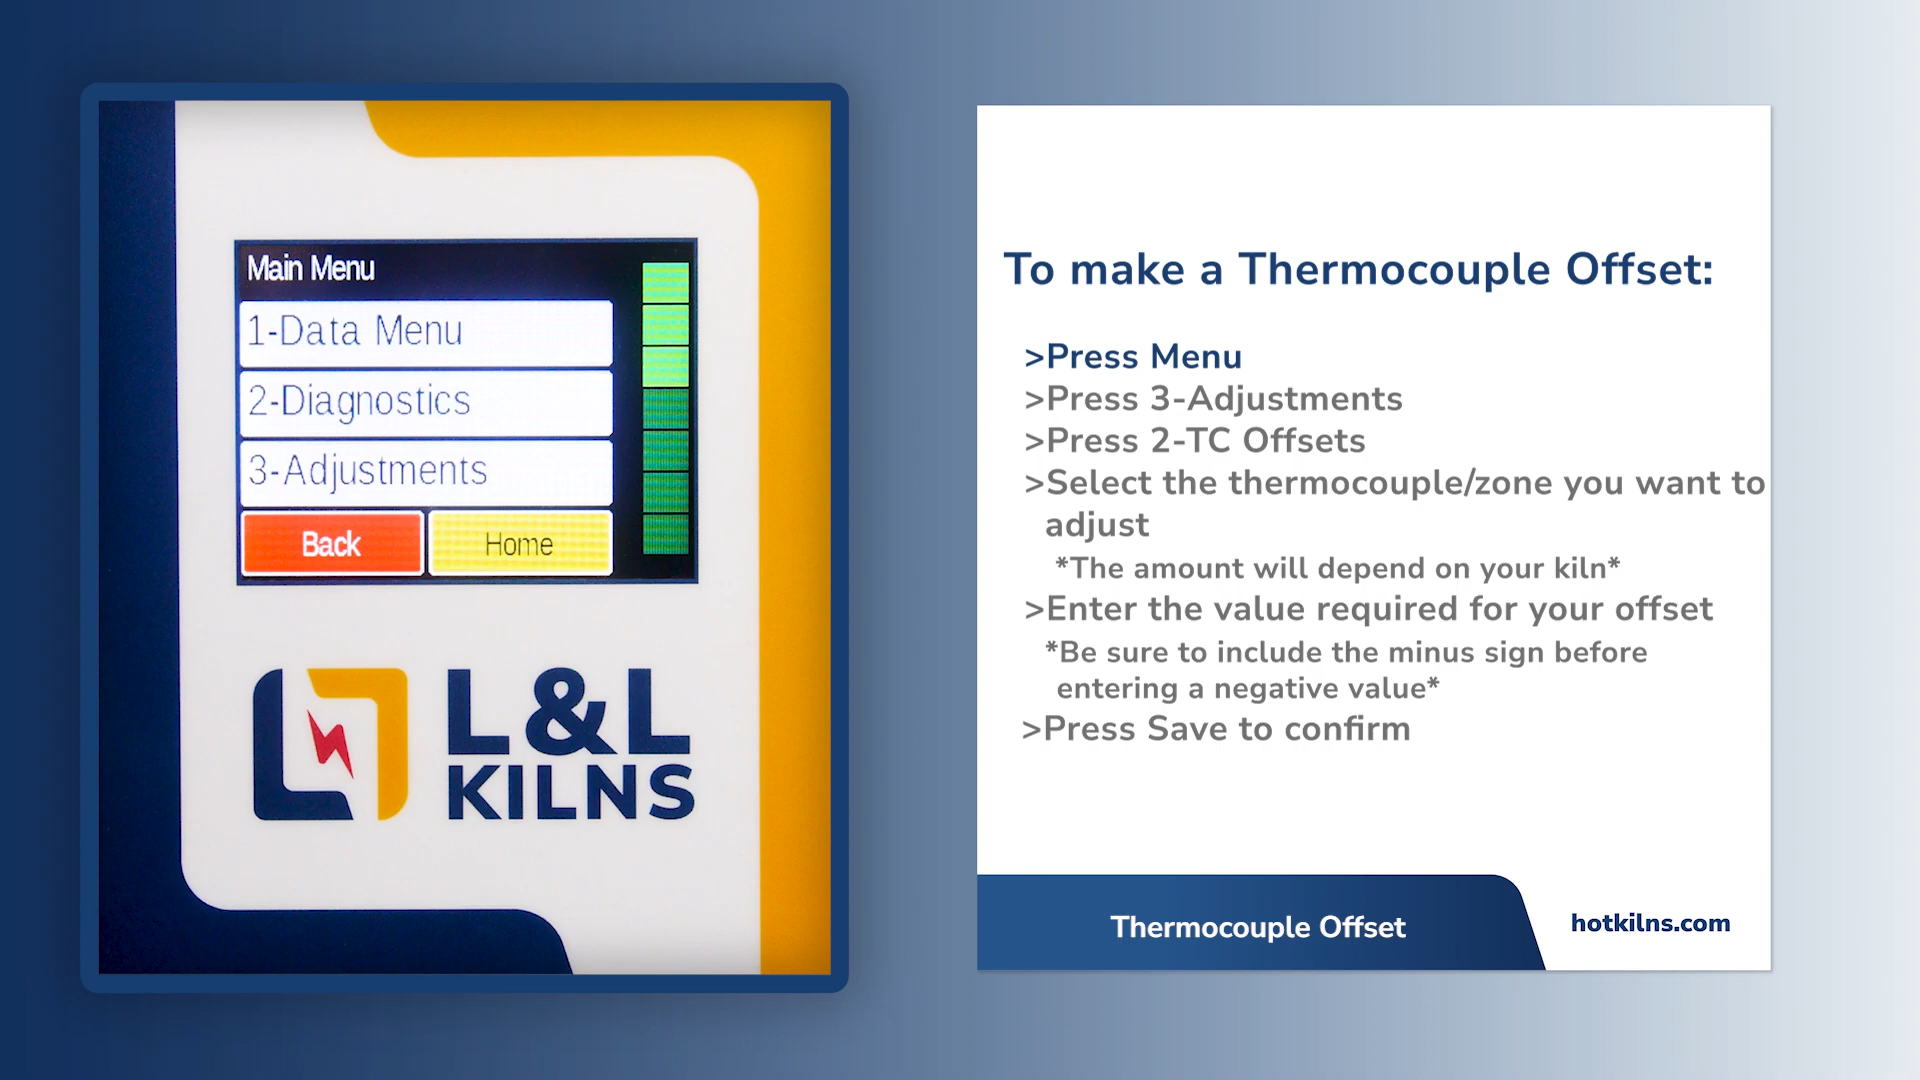 Main Menu
1-Data Menu
2-Diagnostics
3-Adjustments
Back
Home
L&L
KILNS
To make a Thermocouple Offset:
>Press Menu
>Press 3-Adjustments
>Press 2-TC Offsets
>Select the thermocouple/zone you want to
adjust
*The amount will depend on your kiln*
>Enter the value required for your offset
*Be sure to include the minus sign before
entering a negative value*
>Press Save to confirm
Thermocouple Offset
hotkilns.com